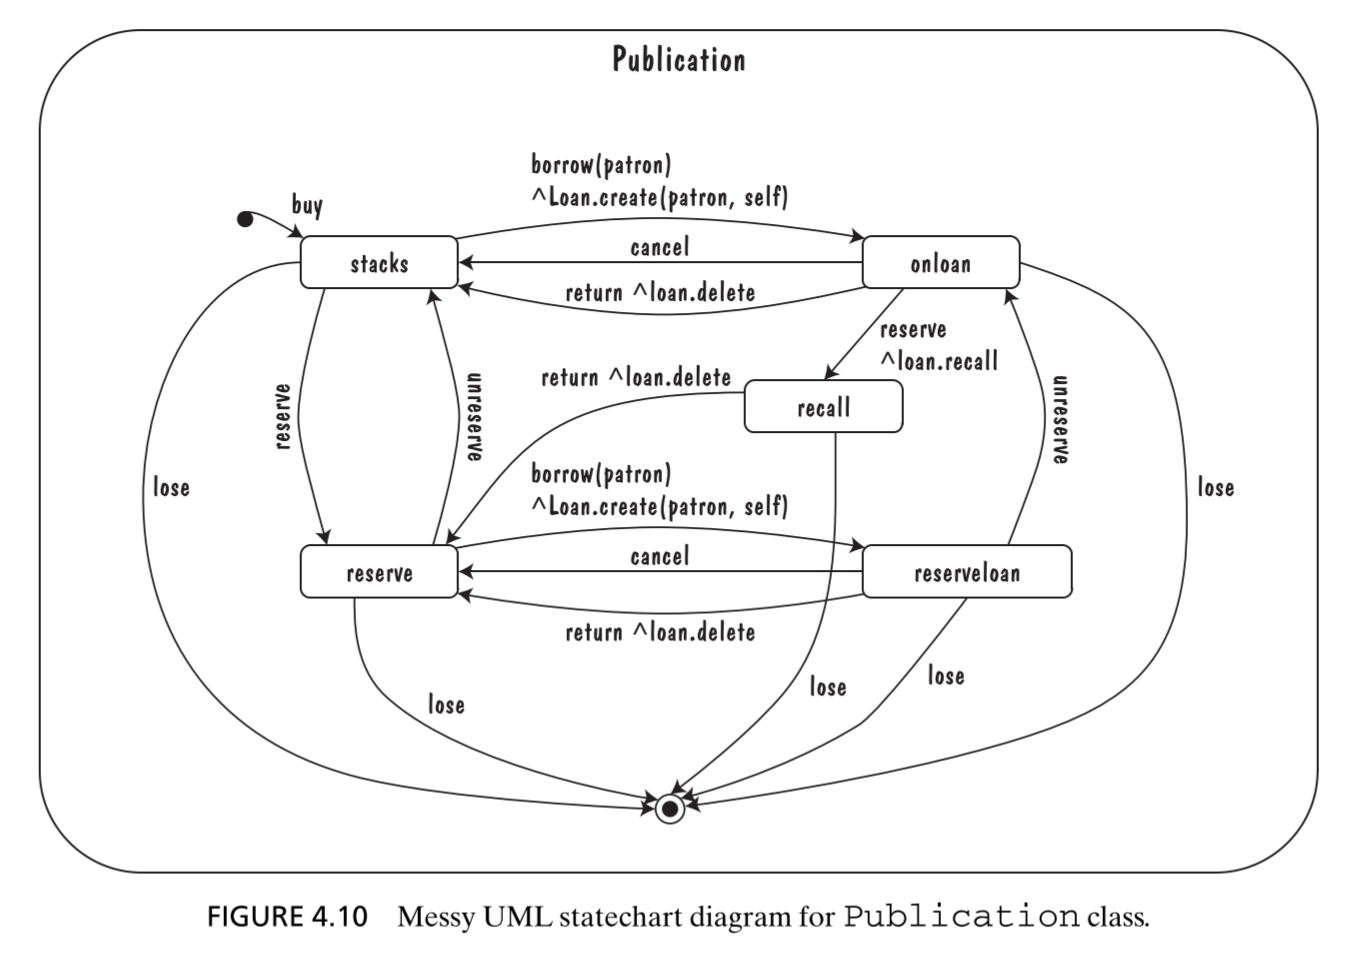 Publication
borrow(patron)
^Loan.create(patron, self)
buy
cancel
stacks
onloan
return ^loan.delete
reserve
^loan.recall
return ^loan.delete
recall
reserve
unreserve
unreserve
borrow(patron)
^Loan.create(patron, self)
lose
lose
cancel
reserve
reserveloan
return ^loan.delete
lose
lose
lose
FIGURE 4.10 Messy UML statechart diagram for Publication class.